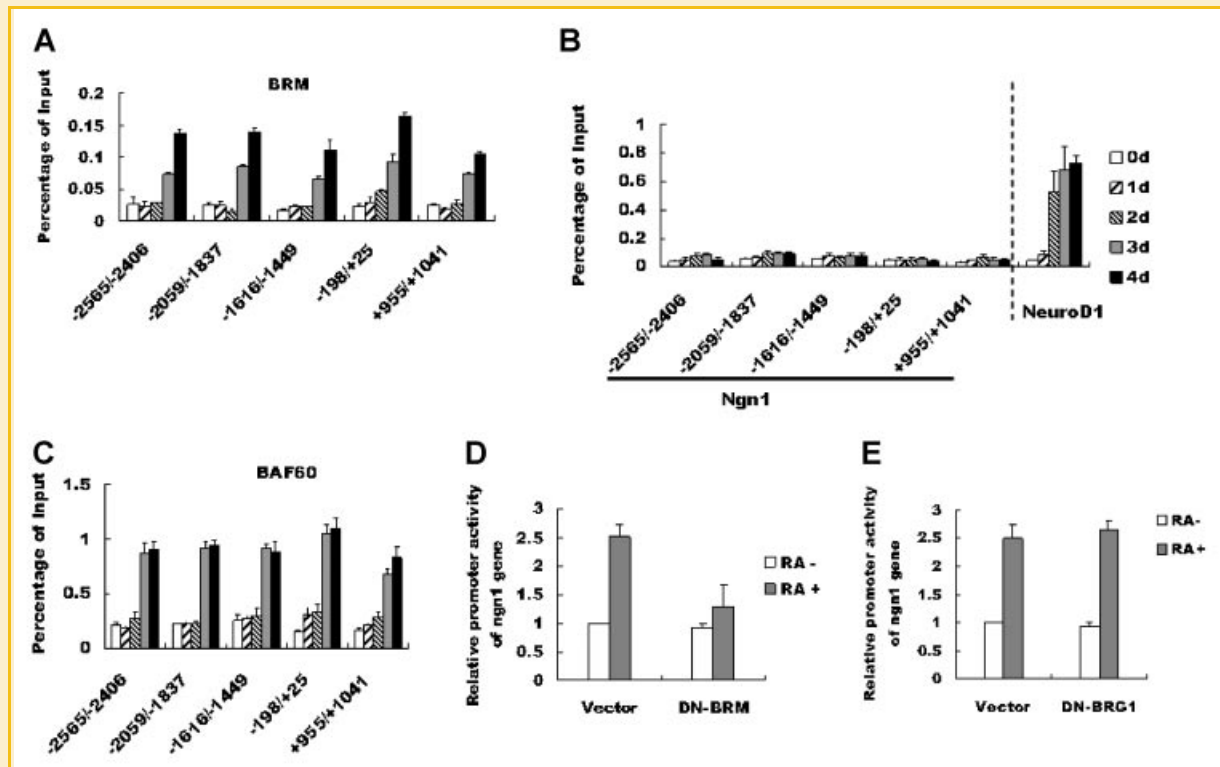 A
BRM
Percentage of Input
0.2
0.15
0.1
0.05
0
-2565/-2406
-2059/-1837
-1616/-1449
-198/+25
+955/+1041
B
Percentage of Input
1
0.8
0.6
0.4
0.2
0
-2565/-2406
-2059/-1837
-1616/-1449
-198/+25
+955/+1041
Ngn1
NeuroD1
0d
1d
2d
3d
4d
C
BAF60
Percentage of Input
1.5
1
0.5
0
-2565/-2406
-2059/-1837
-1616/-1449
-198/+25
+955/+1041
D
Relative promoter activity
of ngn1 gene
3
2.5
2
1.5
1
0.5
0
Vector
DN-BRM
RA -
RA +
E
Relative promoter activity
of ngn1 gene
3
2.5
2
1.5
1
0.5
0
Vector
DN-BRG1
RA-
RA+